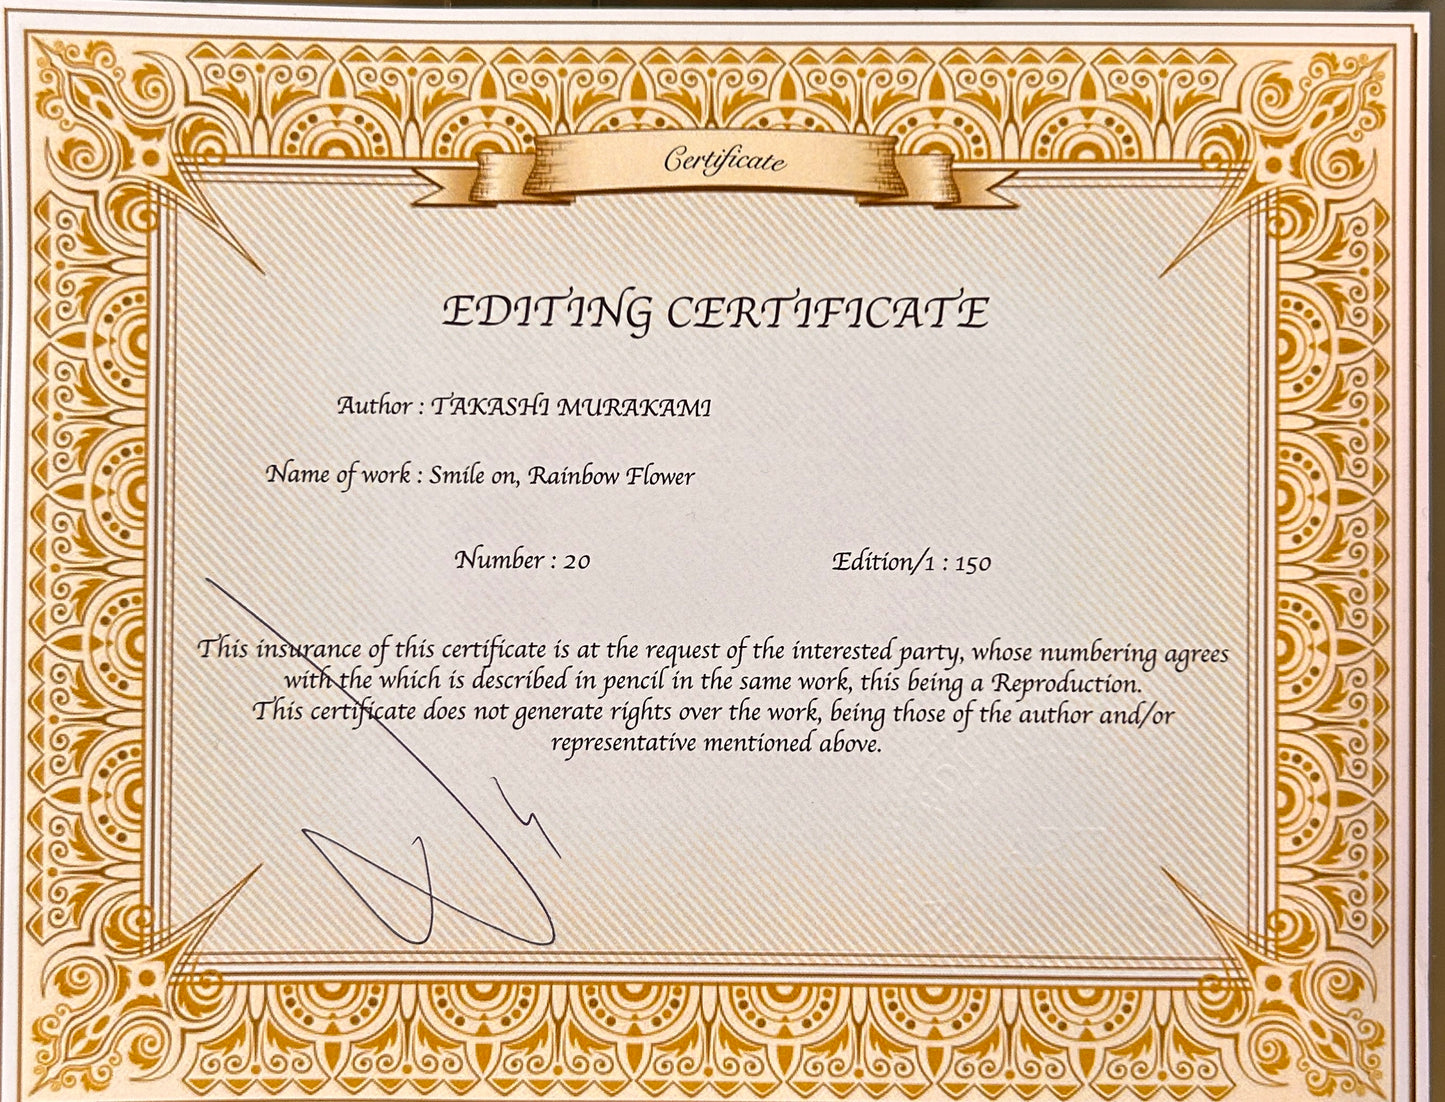 Certificate
EDITING CERTIFICATE
Author : TAKASHI MURAKAMI
Name of work : Smile on, Rainbow Flower
Number : 20 Edition/1 : 150
This insurance of this certificate is at the request of the interested party, whose numbering agrees
with the which is described in pencil in the same work, this being a Reproduction.
This certificate does not generate rights over the work, being those of the author and/or
representative mentioned above.